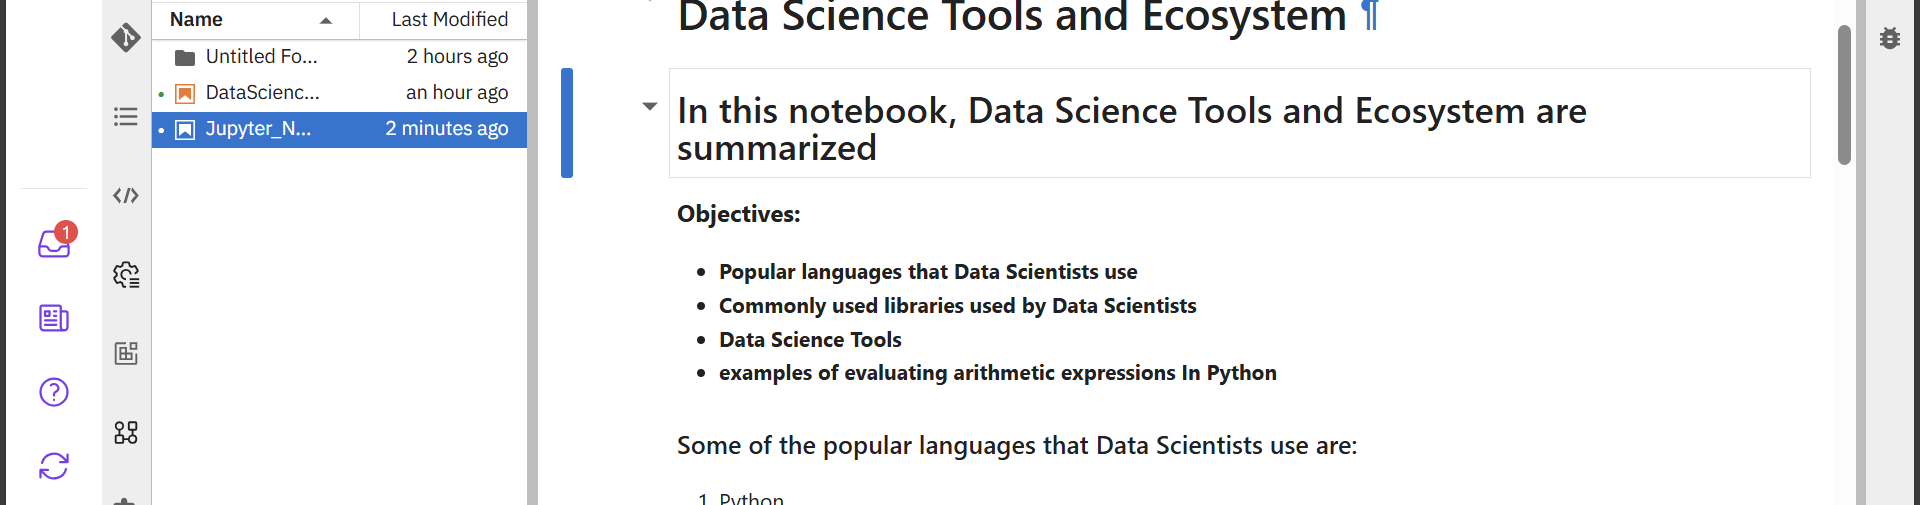 Name Last Modified
Untitled Fo... 2 hours ago
DataScienc... an hour ago
Jupyter_N... 2 minutes ago
1
Data Science Tools and Ecosystem ¶
In this notebook, Data Science Tools and Ecosystem are
summarized
Objectives:
• Popular languages that Data Scientists use
• Commonly used libraries used by Data Scientists
• Data Science Tools
• examples of evaluating arithmetic expressions In Python
Some of the popular languages that Data Scientists use are:
1. Python